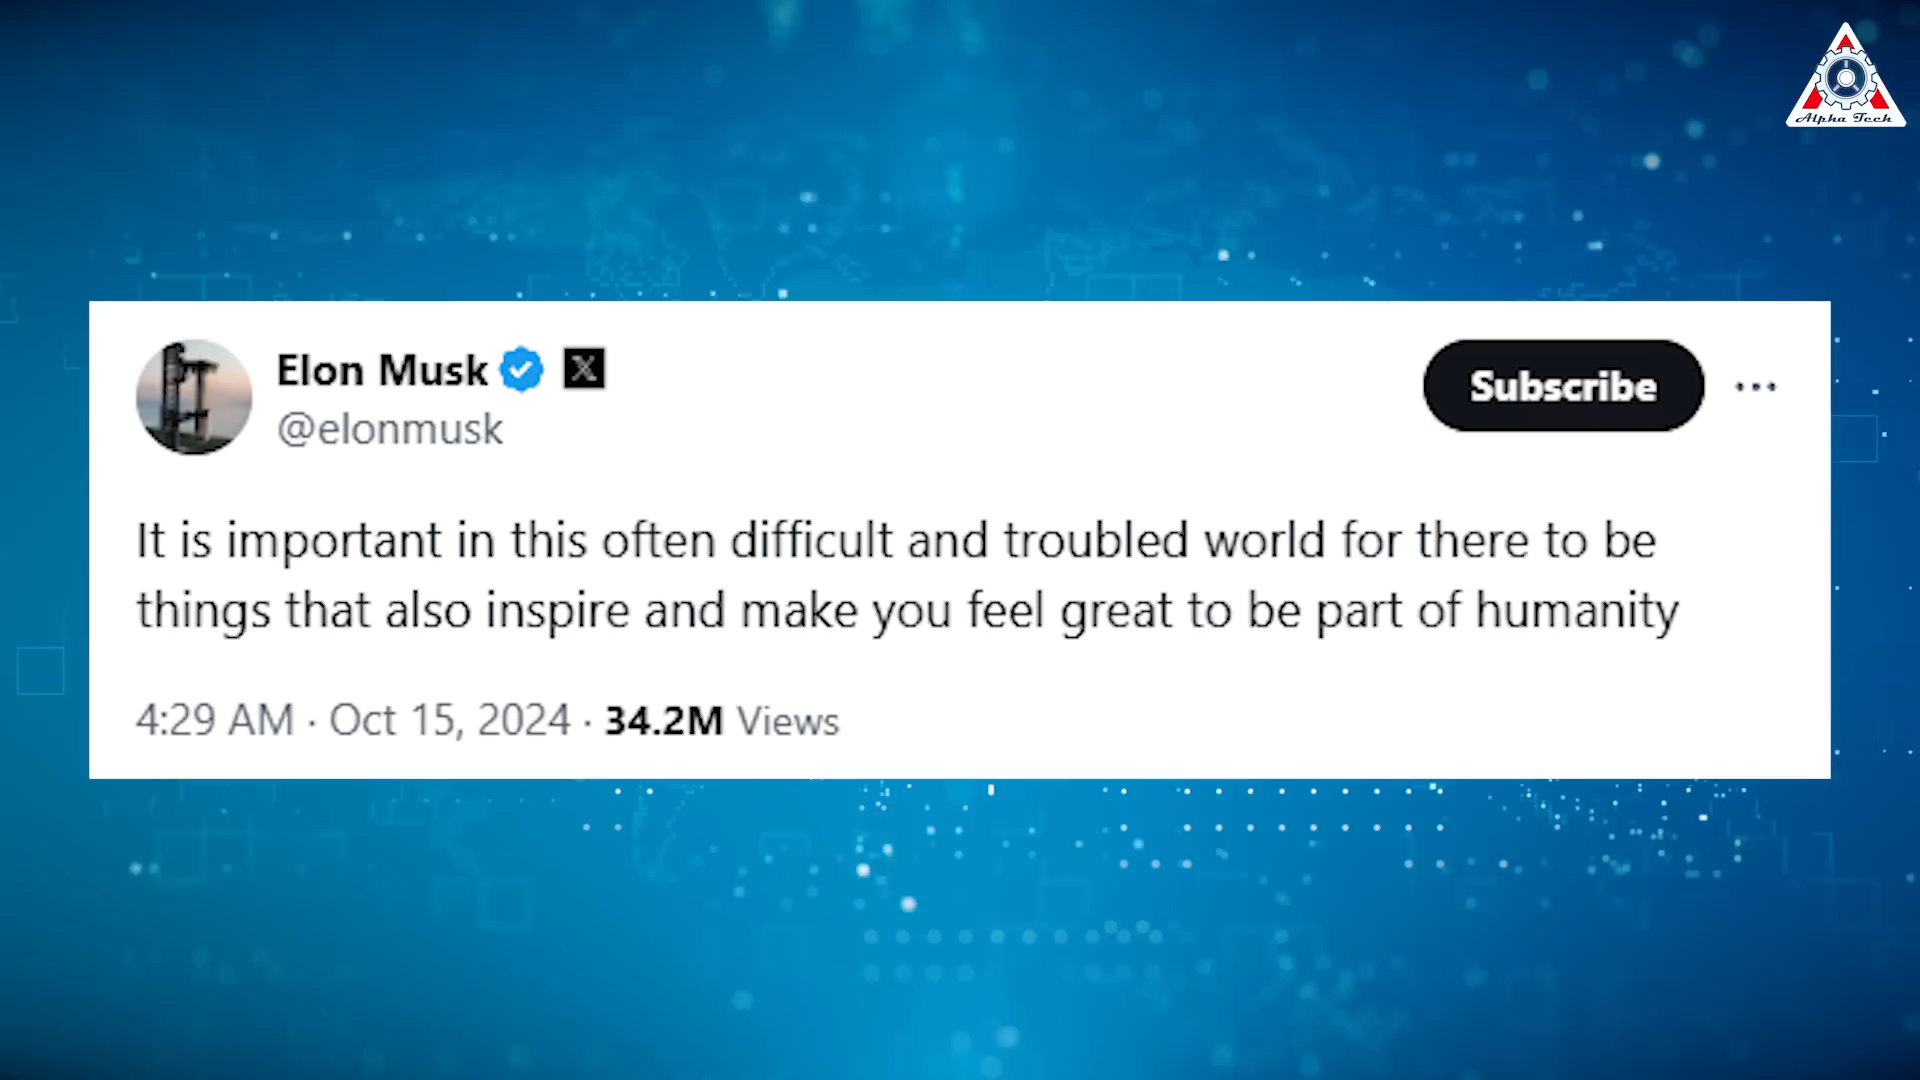 Alpha Tech
Elon Musk
@elonmusk
Subscribe
It is important in this often difficult and troubled world for there to be
things that also inspire and make you feel great to be part of humanity
4:29 AM · Oct 15, 2024 · 34.2M Views